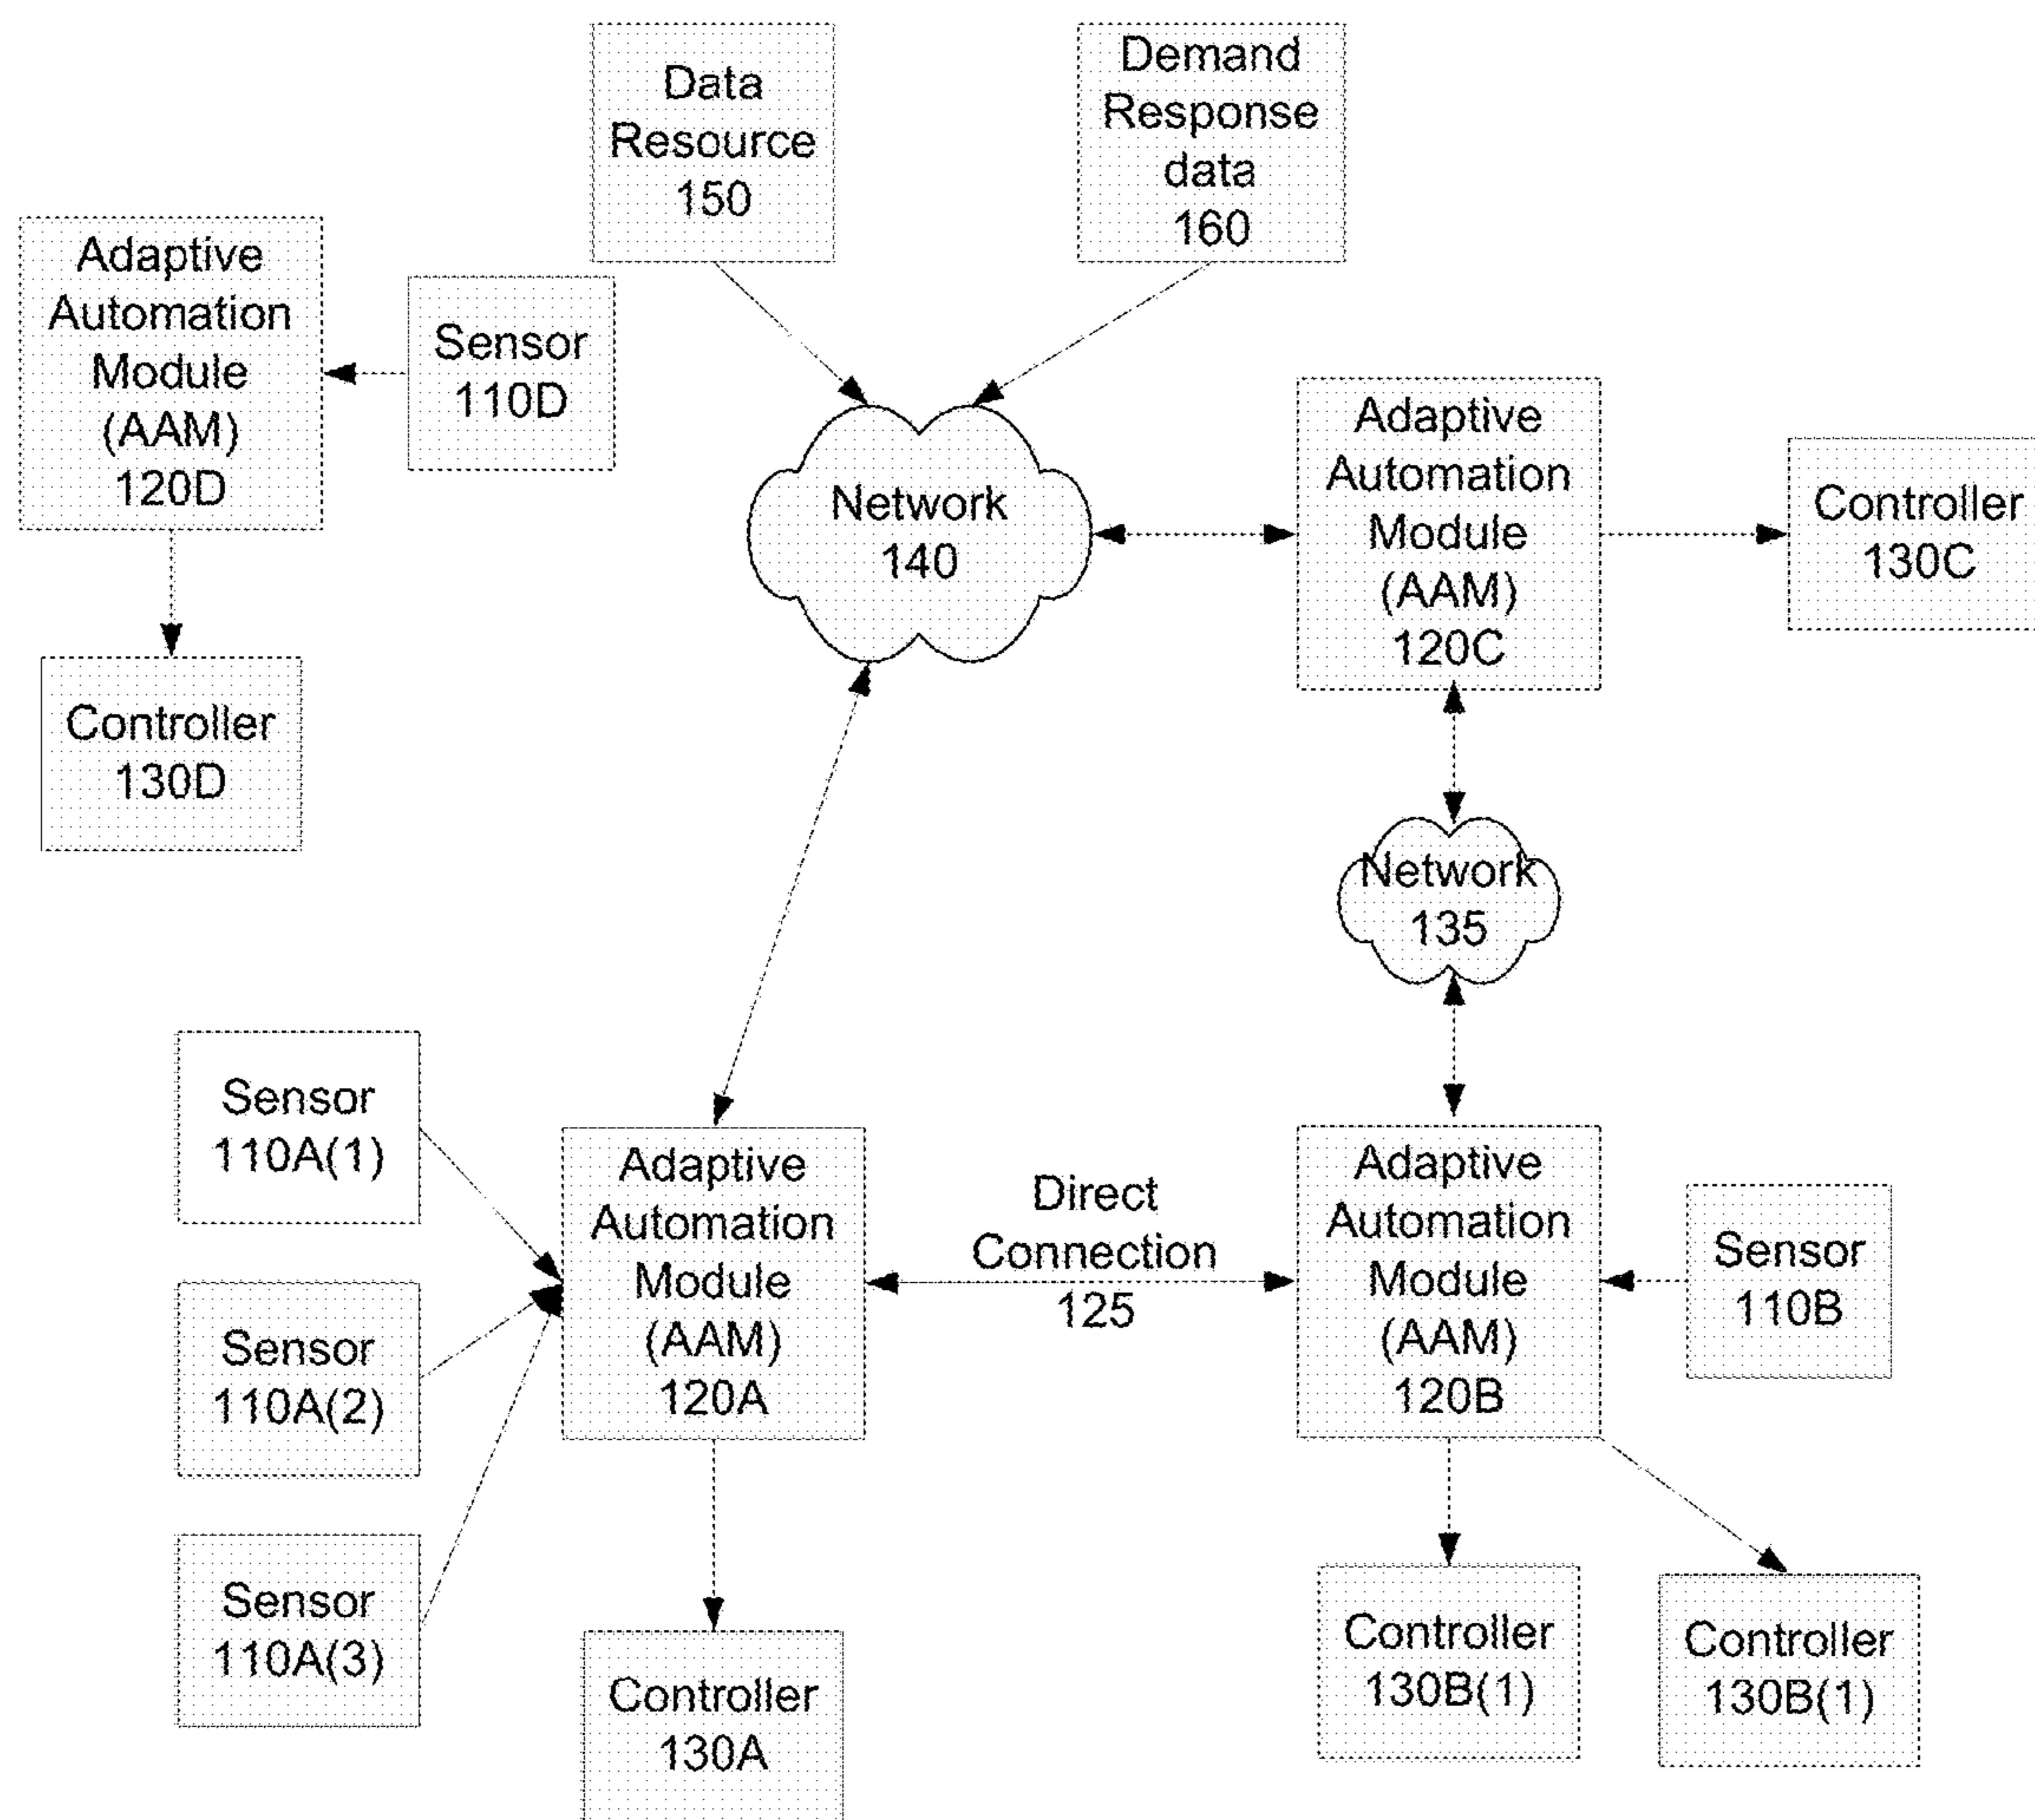 Data
Resource
150
Demand
Response
data
160
Adaptive
Automation
Module
(AAM)
120D
Sensor
110D
Controller
130D
Network
140
Adaptive
Automation
Module
(AAM)
120C
Controller
130C
Network
135
Sensor
110A(1)
Sensor
110A(2)
Sensor
110A(3)
Adaptive
Automation
Module
(AAM)
120A
Direct
Connection
125
Adaptive
Automation
Module
(AAM)
120B
Sensor
110B
Controller
130A
Controller
130B(1)
Controller
130B(1)